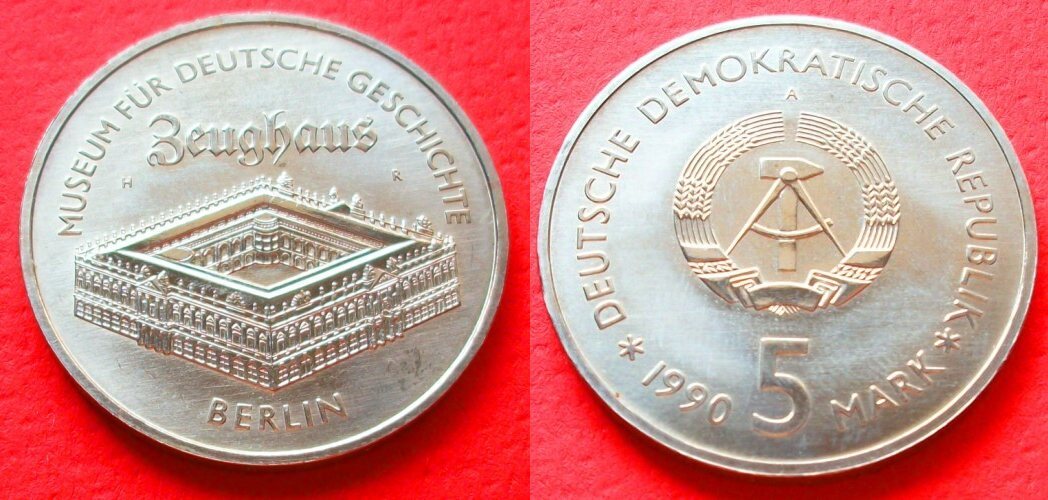 MUSEUM FÜR DEUTSCHE GESCHICHTE
Zeughaus
H R
BERLIN
DEUTSCHE DEMOKRATISCHE REPUBLIK
A
* 1990 5 MARK *